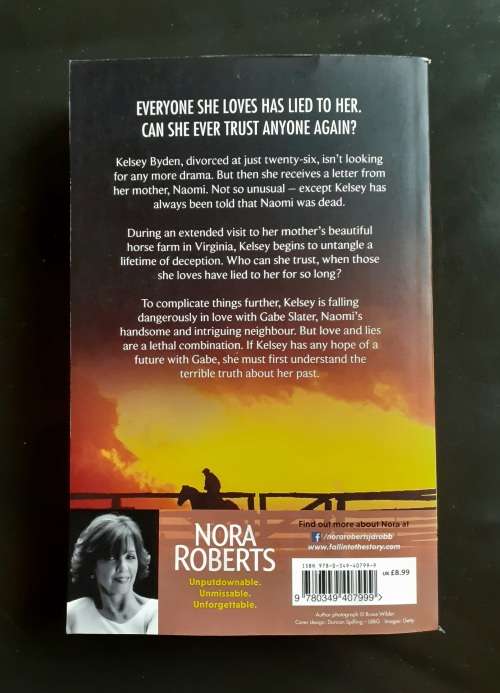 EVERYONE SHE LOVES HAS LIED TO HER.
CAN SHE EVER TRUST ANYONE AGAIN?
Kelsey Byden, divorced at just twenty-six, isn't looking
for any more drama. But then she receives a letter from
her mother, Naomi. Not so unusual – except Kelsey has
always been told that Naomi was dead.
During an extended visit to her mother's beautiful
horse farm in Virginia, Kelsey begins to untangle a
lifetime of deception. Who can she trust, when those
she loves have lied to her for so long?
To complicate things further, Kelsey is falling
dangerously in love with Gabe Slater, Naomi's
handsome and intriguing neighbour. But love and lies
are a lethal combination. If Kelsey has any hope of a
future with Gabe, she must first understand the
terrible truth about her past.
NORA
ROBERTS
Unputdownable.
Unmissable.
Unforgettable.
Find out more about Nora at
f /norarobertsjdrobb
www.fallintothestory.com
ISBN 978-0-349-40799-9
UK £8.99
9 780349 407999 >
Author photograph © Bruce Wilder
Cover design: Duncan Spilling – LBBG Images: Getty